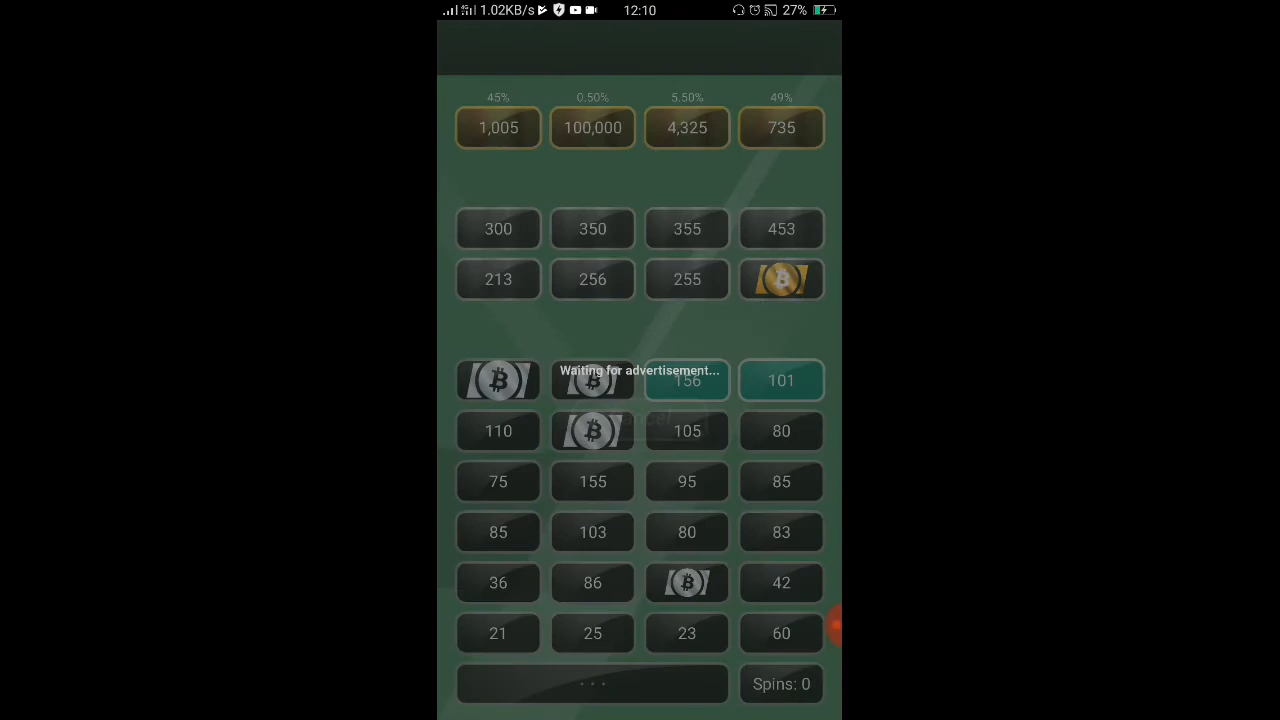 1.02KB/s 12:10 27%
45% 0.50% 5.50% 49%
1,005 100,000 4,325 735
300 350 355 453
213 256 255
Waiting for advertisement...
156 101
Cancel
110 105 80
75 155 95 85
85 103 80 83
36 86 42
21 25 23 60
... Spins: 0